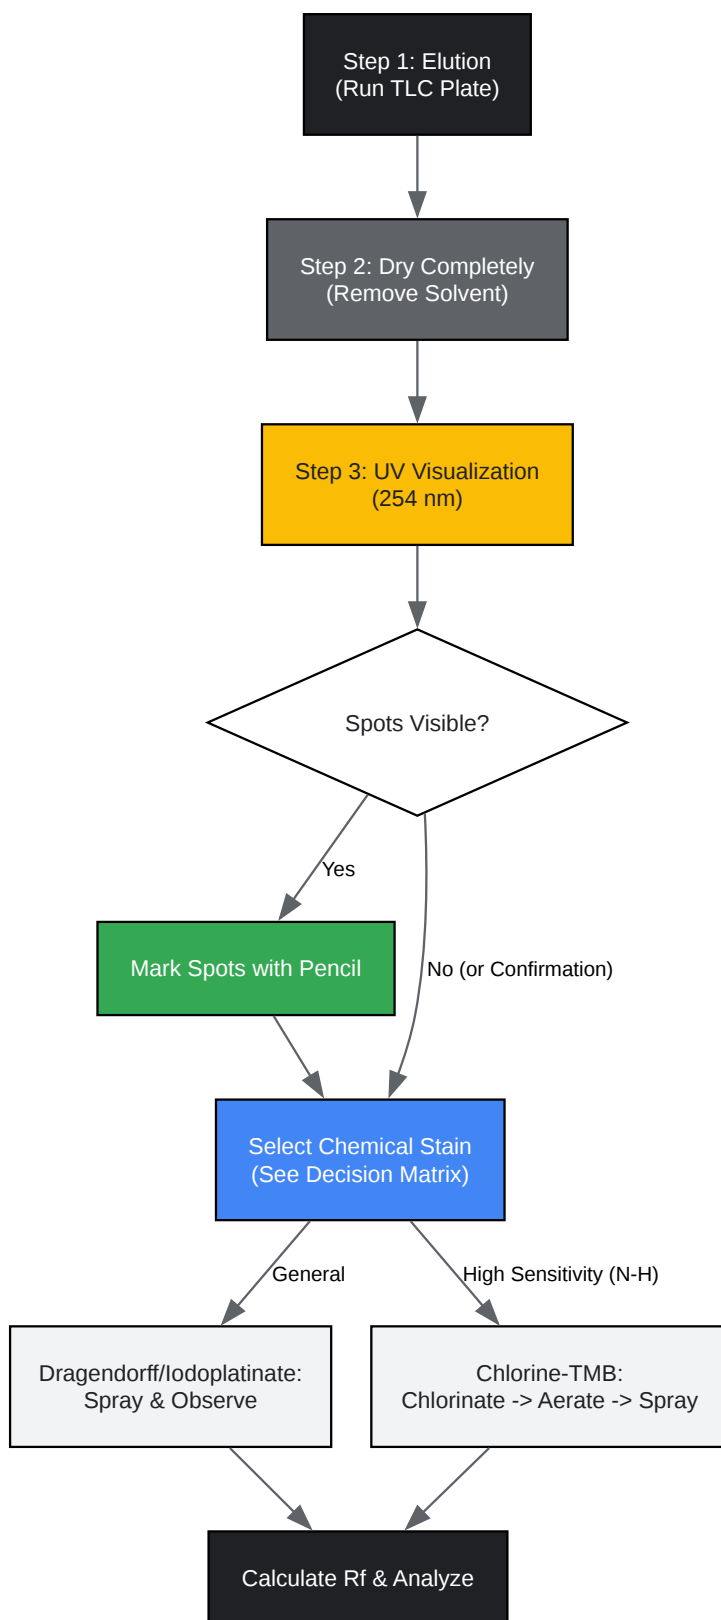 Step 1: Elution
(Run TLC Plate)
Step 2: Dry Completely
(Remove Solvent)
Step 3: UV Visualization
(254 nm)
Spots Visible?
Yes
Mark Spots with Pencil
No (or Confirmation)
Select Chemical Stain
(See Decision Matrix)
General
High Sensitivity (N-H)
Dragendorff/Iodoplatinate:
Spray & Observe
Chlorine-TMB:
Chlorinate -> Aerate -> Spray
Calculate Rf & Analyze